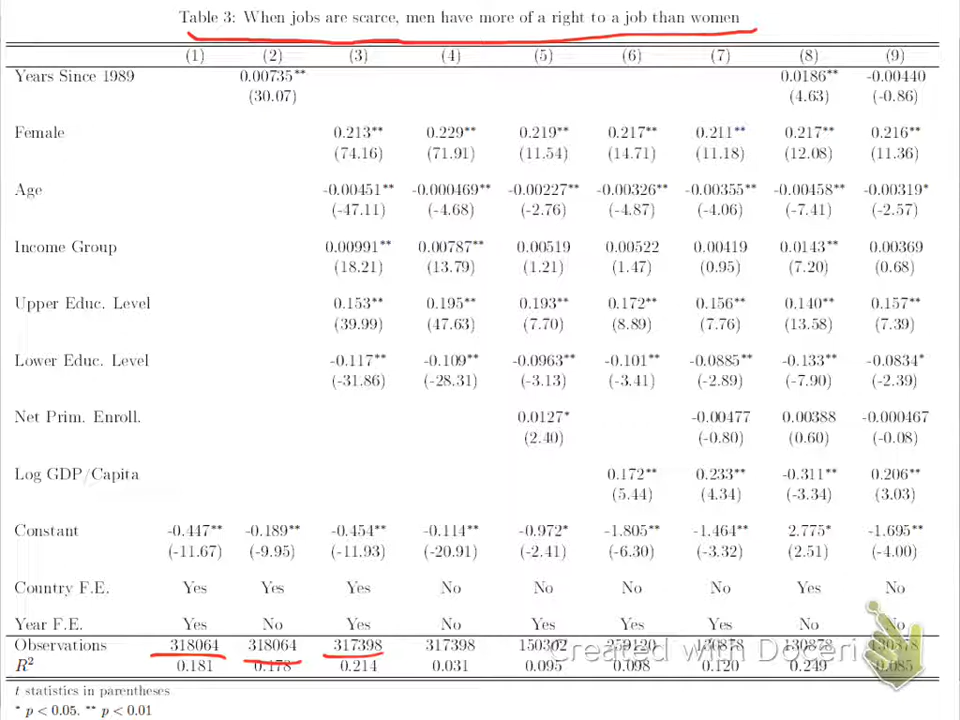 Table 3: When jobs are scarce, men have more of a right to a job than women
(1) (2) (3) (4) (5) (6) (7) (8) (9)
Years Since 1989 0.00735** 0.0186** -0.00440
(30.07) (4.63) (-0.86)
Female 0.213** 0.229** 0.219** 0.217** 0.211** 0.217** 0.216**
(74.16) (71.91) (11.54) (14.71) (11.18) (12.08) (11.36)
Age -0.00451** -0.000469** -0.00227** -0.00326** -0.00355** -0.00458** -0.00319*
(-47.11) (-4.68) (-2.76) (-4.87) (-4.06) (-7.41) (-2.57)
Income Group 0.00991** 0.00787** 0.00519 0.00522 0.00419 0.0143** 0.00369
(18.21) (13.79) (1.21) (1.47) (0.95) (7.20) (0.68)
Upper Educ. Level 0.153** 0.195** 0.193** 0.172** 0.156** 0.140** 0.157**
(39.99) (47.63) (7.70) (8.89) (7.76) (13.58) (7.39)
Lower Educ. Level -0.117** -0.109** -0.0963** -0.101** -0.0885** -0.133** -0.0834*
(-31.86) (-28.31) (-3.13) (-3.41) (-2.89) (-7.90) (-2.39)
Net Prim. Enroll. 0.0127* -0.00477 0.00388 -0.000467
(2.40) (-0.80) (0.60) (-0.08)
Log GDP/Capita 0.172** 0.233** -0.311** 0.206**
(5.44) (4.34) (-3.34) (3.03)
Constant -0.447** -0.189** -0.454** -0.114** -0.972* -1.805** -1.464** 2.775* -1.695**
(-11.67) (-9.95) (-11.93) (-20.91) (-2.41) (-6.30) (-3.32) (2.51) (-4.00)
Country F.E. Yes Yes Yes No No No No Yes No
Year F.E. Yes No Yes No Yes Yes Yes No No
Observations 318064 318064 317398 317398 150302 259120 130878 130878 130878
R² 0.181 0.178 0.214 0.031 0.095 0.098 0.120 0.249 0.085
Created with Doceri
t statistics in parentheses
* p < 0.05. ** p < 0.01